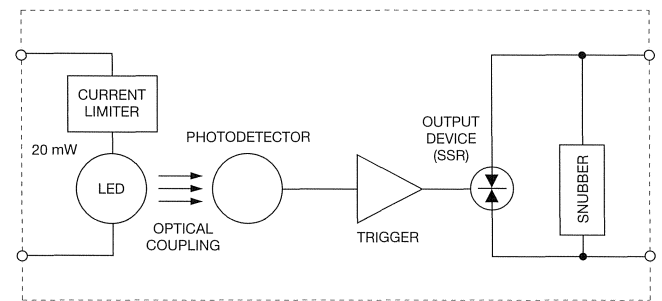 CURRENT
LIMITER
20 mW
LED
OPTICAL
COUPLING
PHOTODETECTOR
TRIGGER
OUTPUT
DEVICE
(SSR)
SNUBBER